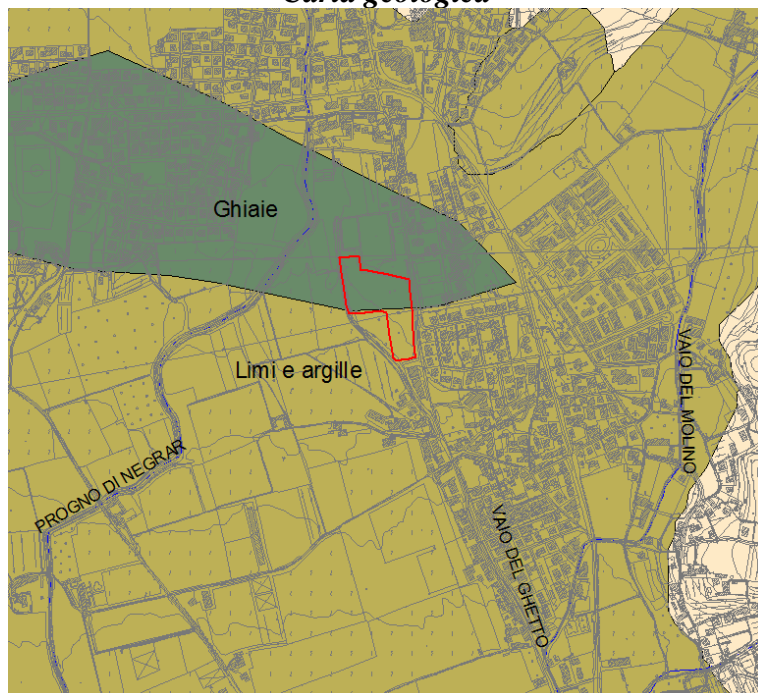 Carta geologica
Ghiaie
Limi e argille
PROGNO DI NEGRAR
VAIO DEL MOLINO
VAIO DEL GHETTO